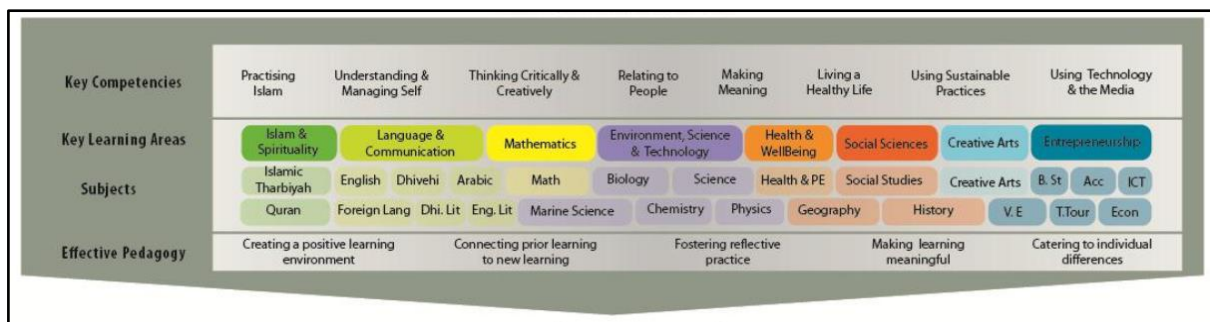 Key Competencies
Practising Islam
Understanding & Managing Self
Thinking Critically & Creatively
Relating to People
Making Meaning
Living a Healthy Life
Using Sustainable Practices
Using Technology & the Media
Key Learning Areas
Islam & Spirituality
Language & Communication
Mathematics
Environment, Science & Technology
Health & WellBeing
Social Sciences
Creative Arts
Entrepreneurship
Subjects
Islamic Tharbiyah
English
Dhivehi
Arabic
Math
Biology
Science
Health & PE
Social Studies
Creative Arts
B. St
Acc
ICT
Quran
Foreign Lang
Dhi. Lit
Eng. Lit
Marine Science
Chemistry
Physics
Geography
History
V. E
T.Tour
Econ
Effective Pedagogy
Creating a positive learning environment
Connecting prior learning to new learning
Fostering reflective practice
Making learning meaningful
Catering to individual differences